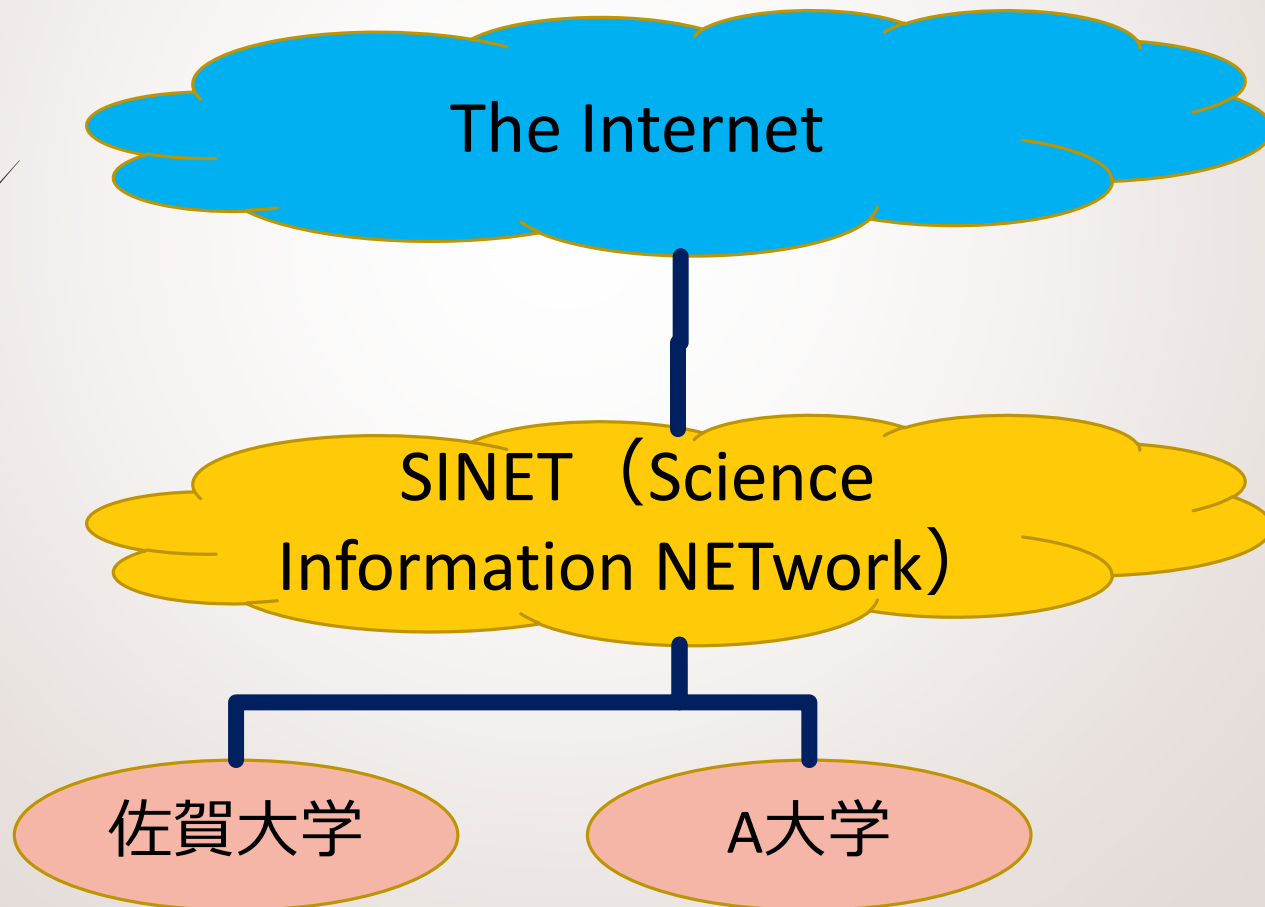 The Internet
SINET（Science
Information NETwork）
佐賀大学
A大学